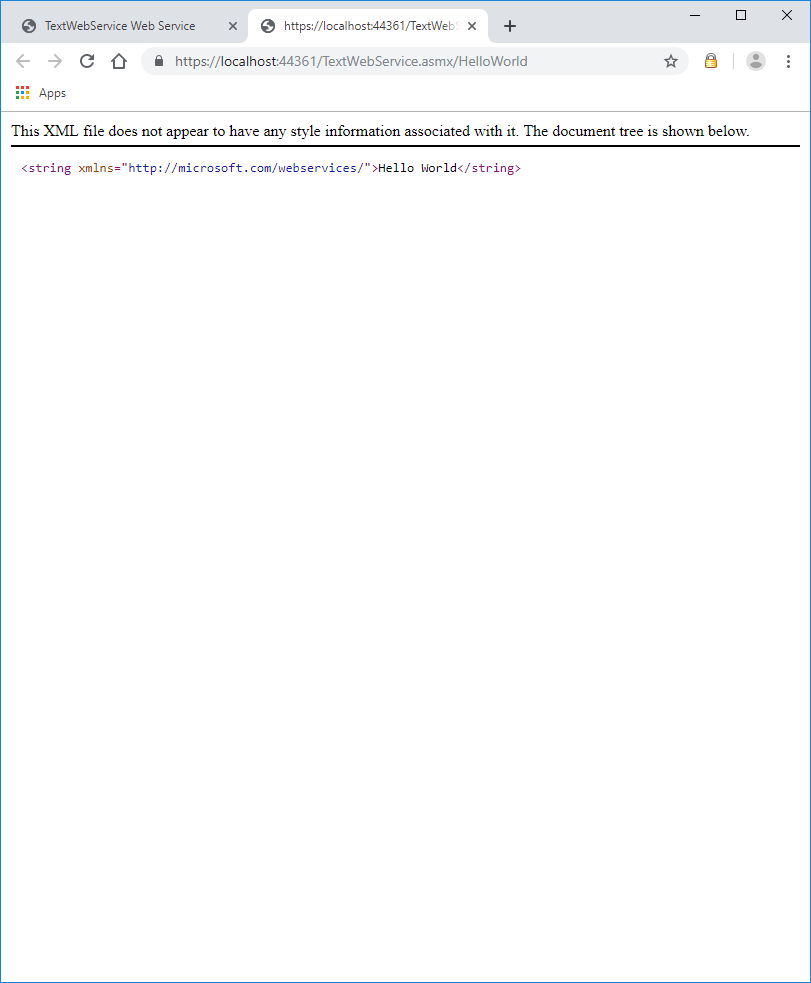 TextWebService Web Service
https://localhost:44361/TextWebS
https://localhost:44361/TextWebService.asmx/HelloWorld
Apps
This XML file does not appear to have any style information associated with it. The document tree is shown below.
<string xmlns="http://microsoft.com/webservices/">Hello World</string>